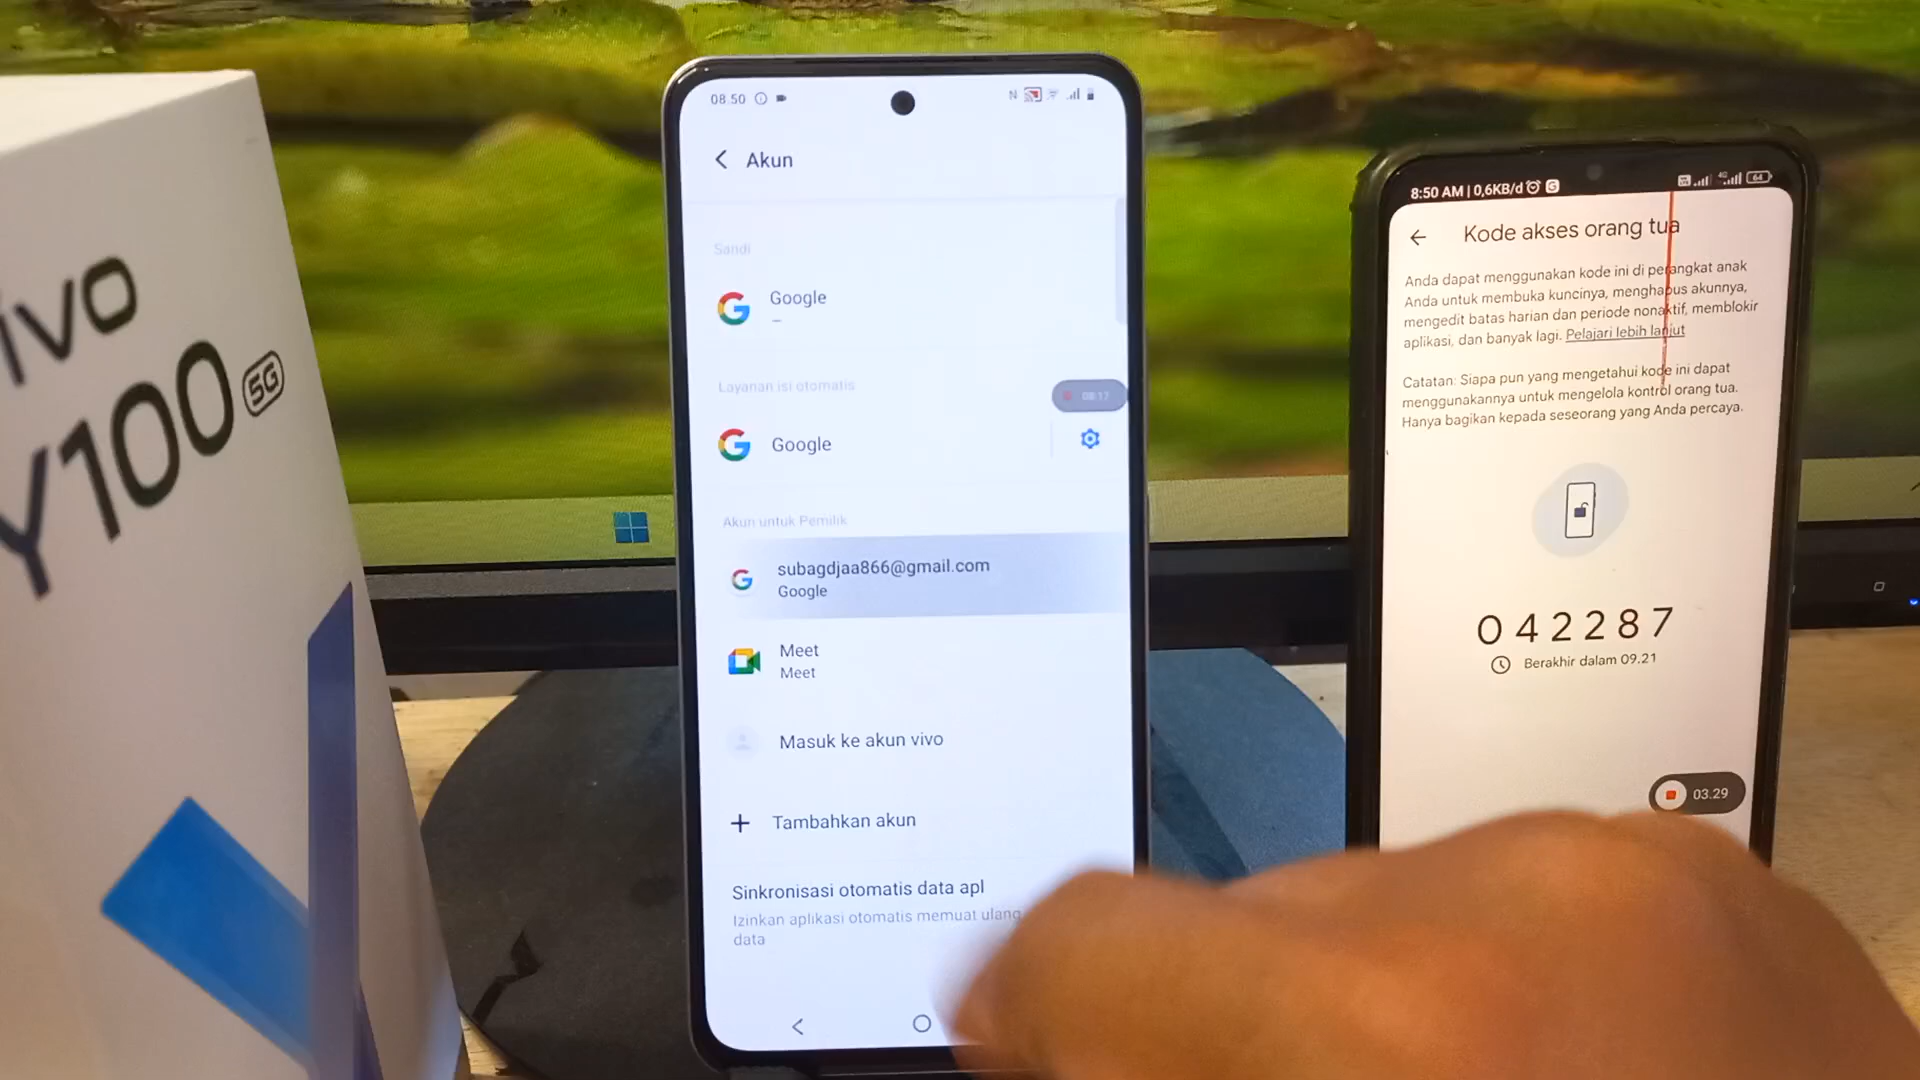 ivo
Y100 5G
08.50
Akun
Sandi
Google
–
Layanan isi otomatis
08:17
Google
Akun untuk Pemilik
subagdjaa866@gmail.com
Google
Meet
Meet
Masuk ke akun vivo
Tambahkan akun
Sinkronisasi otomatis data apl
Izinkan aplikasi otomatis memuat ulang
data
8:50 AM | 0,6KB/d
4G
64
Kode akses orang tua
Anda dapat menggunakan kode ini di perangkat anak
Anda untuk membuka kuncinya, menghapus akunnya,
mengedit batas harian dan periode nonaktif, memblokir
aplikasi, dan banyak lagi. Pelajari lebih lanjut
Catatan: Siapa pun yang mengetahui kode ini dapat
menggunakannya untuk mengelola kontrol orang tua.
Hanya bagikan kepada seseorang yang Anda percaya.
042287
Berakhir dalam 09.21
03.29